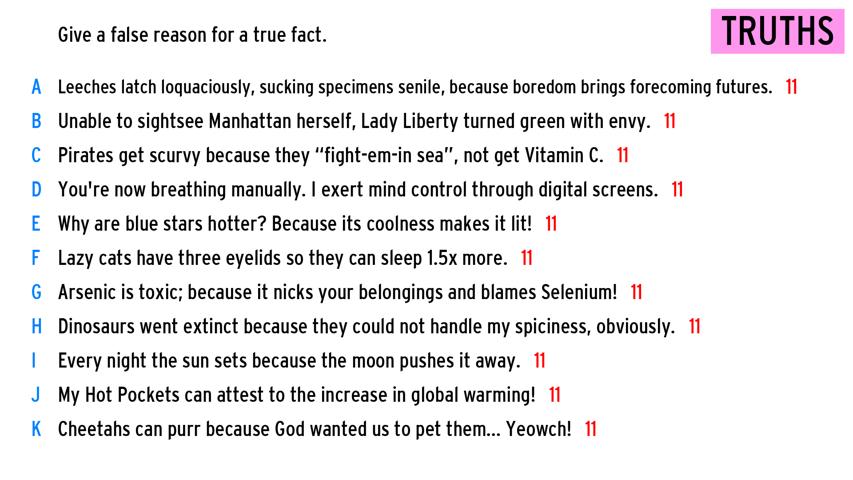 Give a false reason for a true fact.
TRUTHS
A Leeches latch loquaciously, sucking specimens senile, because boredom brings forecoming futures. 11
B Unable to sightsee Manhattan herself, Lady Liberty turned green with envy. 11
C Pirates get scurvy because they “fight-em-in sea”, not get Vitamin C. 11
D You're now breathing manually. I exert mind control through digital screens. 11
E Why are blue stars hotter? Because its coolness makes it lit! 11
F Lazy cats have three eyelids so they can sleep 1.5x more. 11
G Arsenic is toxic; because it nicks your belongings and blames Selenium! 11
H Dinosaurs went extinct because they could not handle my spiciness, obviously. 11
I Every night the sun sets because the moon pushes it away. 11
J My Hot Pockets can attest to the increase in global warming! 11
K Cheetahs can purr because God wanted us to pet them... Yeowch! 11